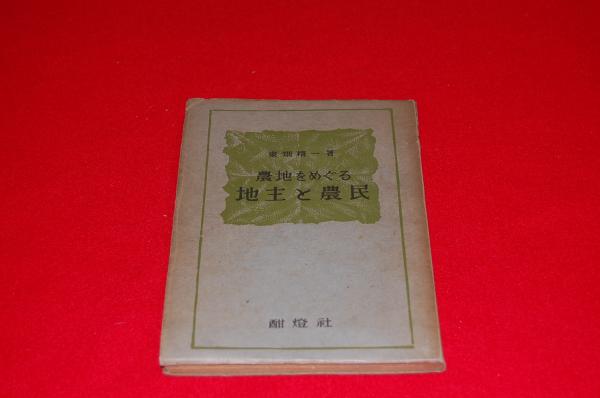 東畑精一著
農地をめぐる
地主と農民
酣燈社